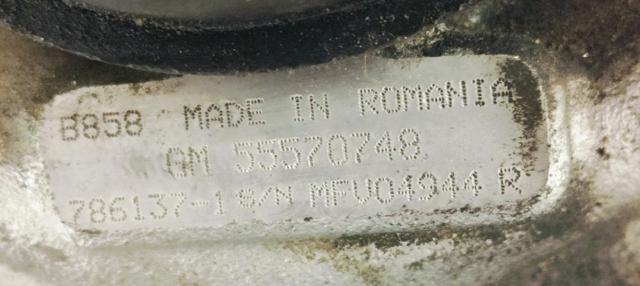 B858 MADE IN ROMANIA
GM 55570748
786137-1 S/N MFV04944 R